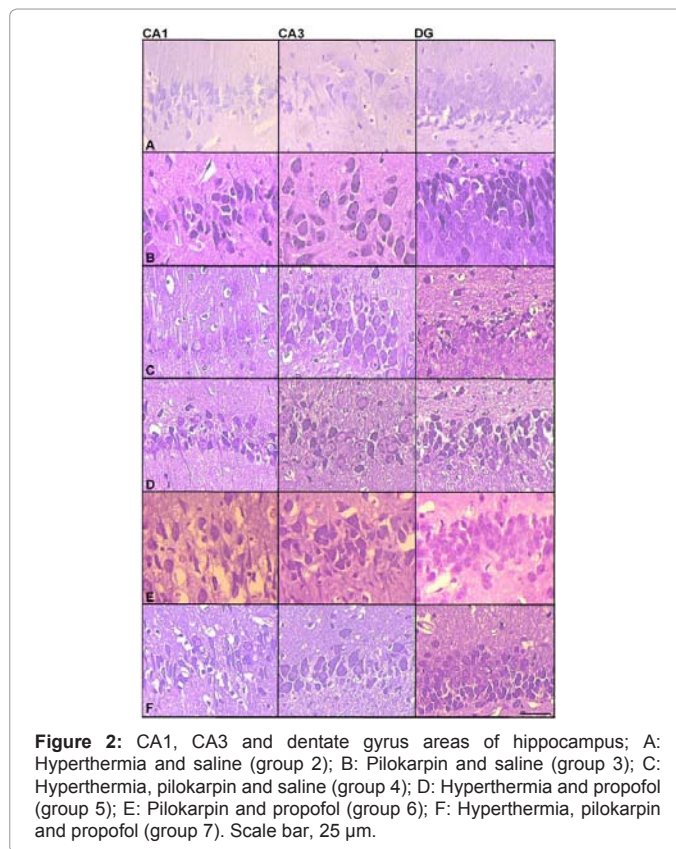 CA1 CA3 DG
A
B
C
D
E
F
Figure 2: CA1, CA3 and dentate gyrus areas of hippocampus; A:
Hyperthermia and saline (group 2); B: Pilokarpin and saline (group 3); C:
Hyperthermia, pilokarpin and saline (group 4); D: Hyperthermia and propofol
(group 5); E: Pilokarpin and propofol (group 6); F: Hyperthermia, pilokarpin
and propofol (group 7). Scale bar, 25 μm.